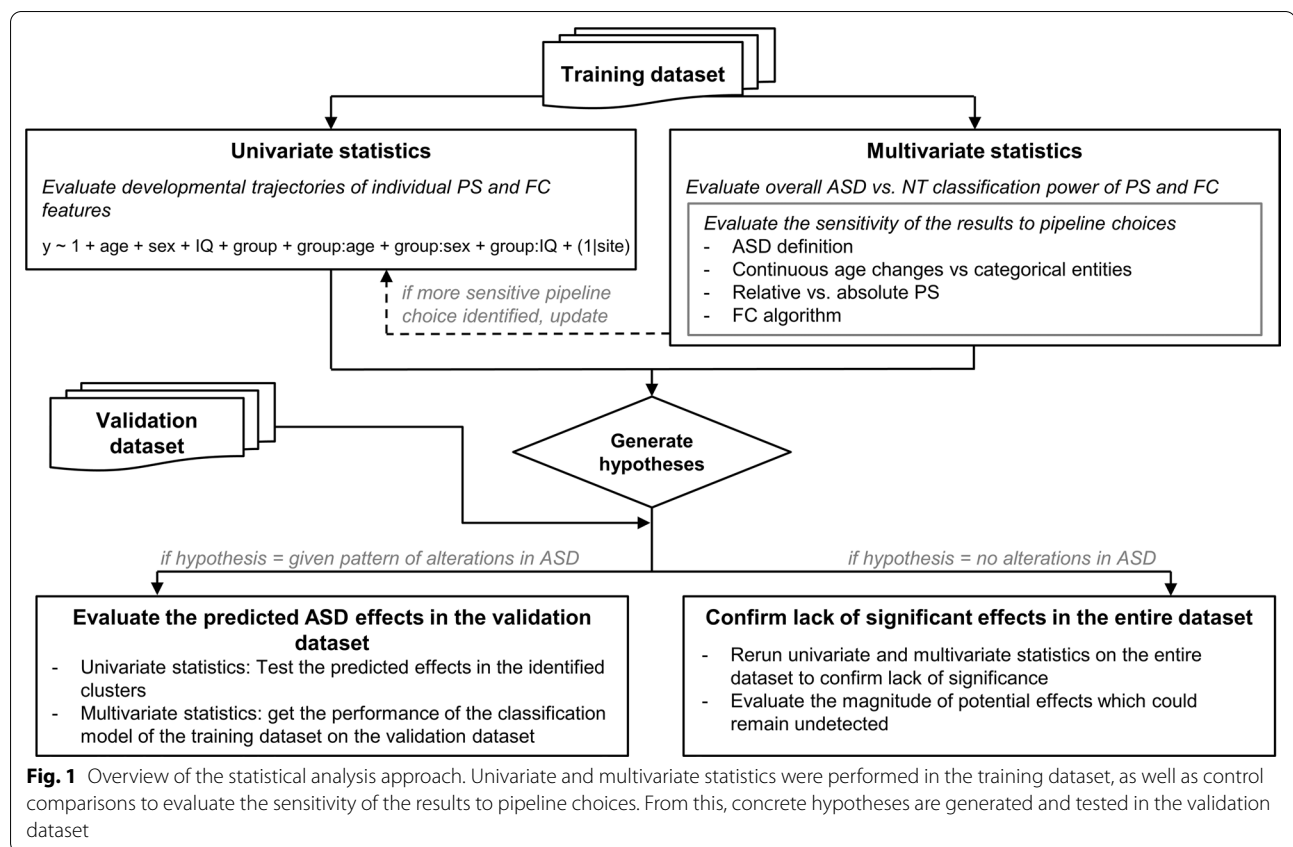 Training dataset
Univariate statistics
Evaluate developmental trajectories of individual PS and FC
features
y ~ 1 + age + sex + IQ + group + group:age + group:sex + group:IQ + (1|site)
Multivariate statistics
Evaluate overall ASD vs. NT classification power of PS and FC
Evaluate the sensitivity of the results to pipeline choices
- ASD definition
- Continuous age changes vs categorical entities
- Relative vs. absolute PS
- FC algorithm
if more sensitive pipeline
choice identified, update
Validation
dataset
Generate
hypotheses
if hypothesis = given pattern of alterations in ASD
if hypothesis = no alterations in ASD
Evaluate the predicted ASD effects in the validation
dataset
- Univariate statistics: Test the predicted effects in the identified
clusters
- Multivariate statistics: get the performance of the classification
model of the training dataset on the validation dataset
Confirm lack of significant effects in the entire dataset
- Rerun univariate and multivariate statistics on the entire
dataset to confirm lack of significance
- Evaluate the magnitude of potential effects which could
remain undetected
Fig. 1 Overview of the statistical analysis approach. Univariate and multivariate statistics were performed in the training dataset, as well as control
comparisons to evaluate the sensitivity of the results to pipeline choices. From this, concrete hypotheses are generated and tested in the validation
dataset